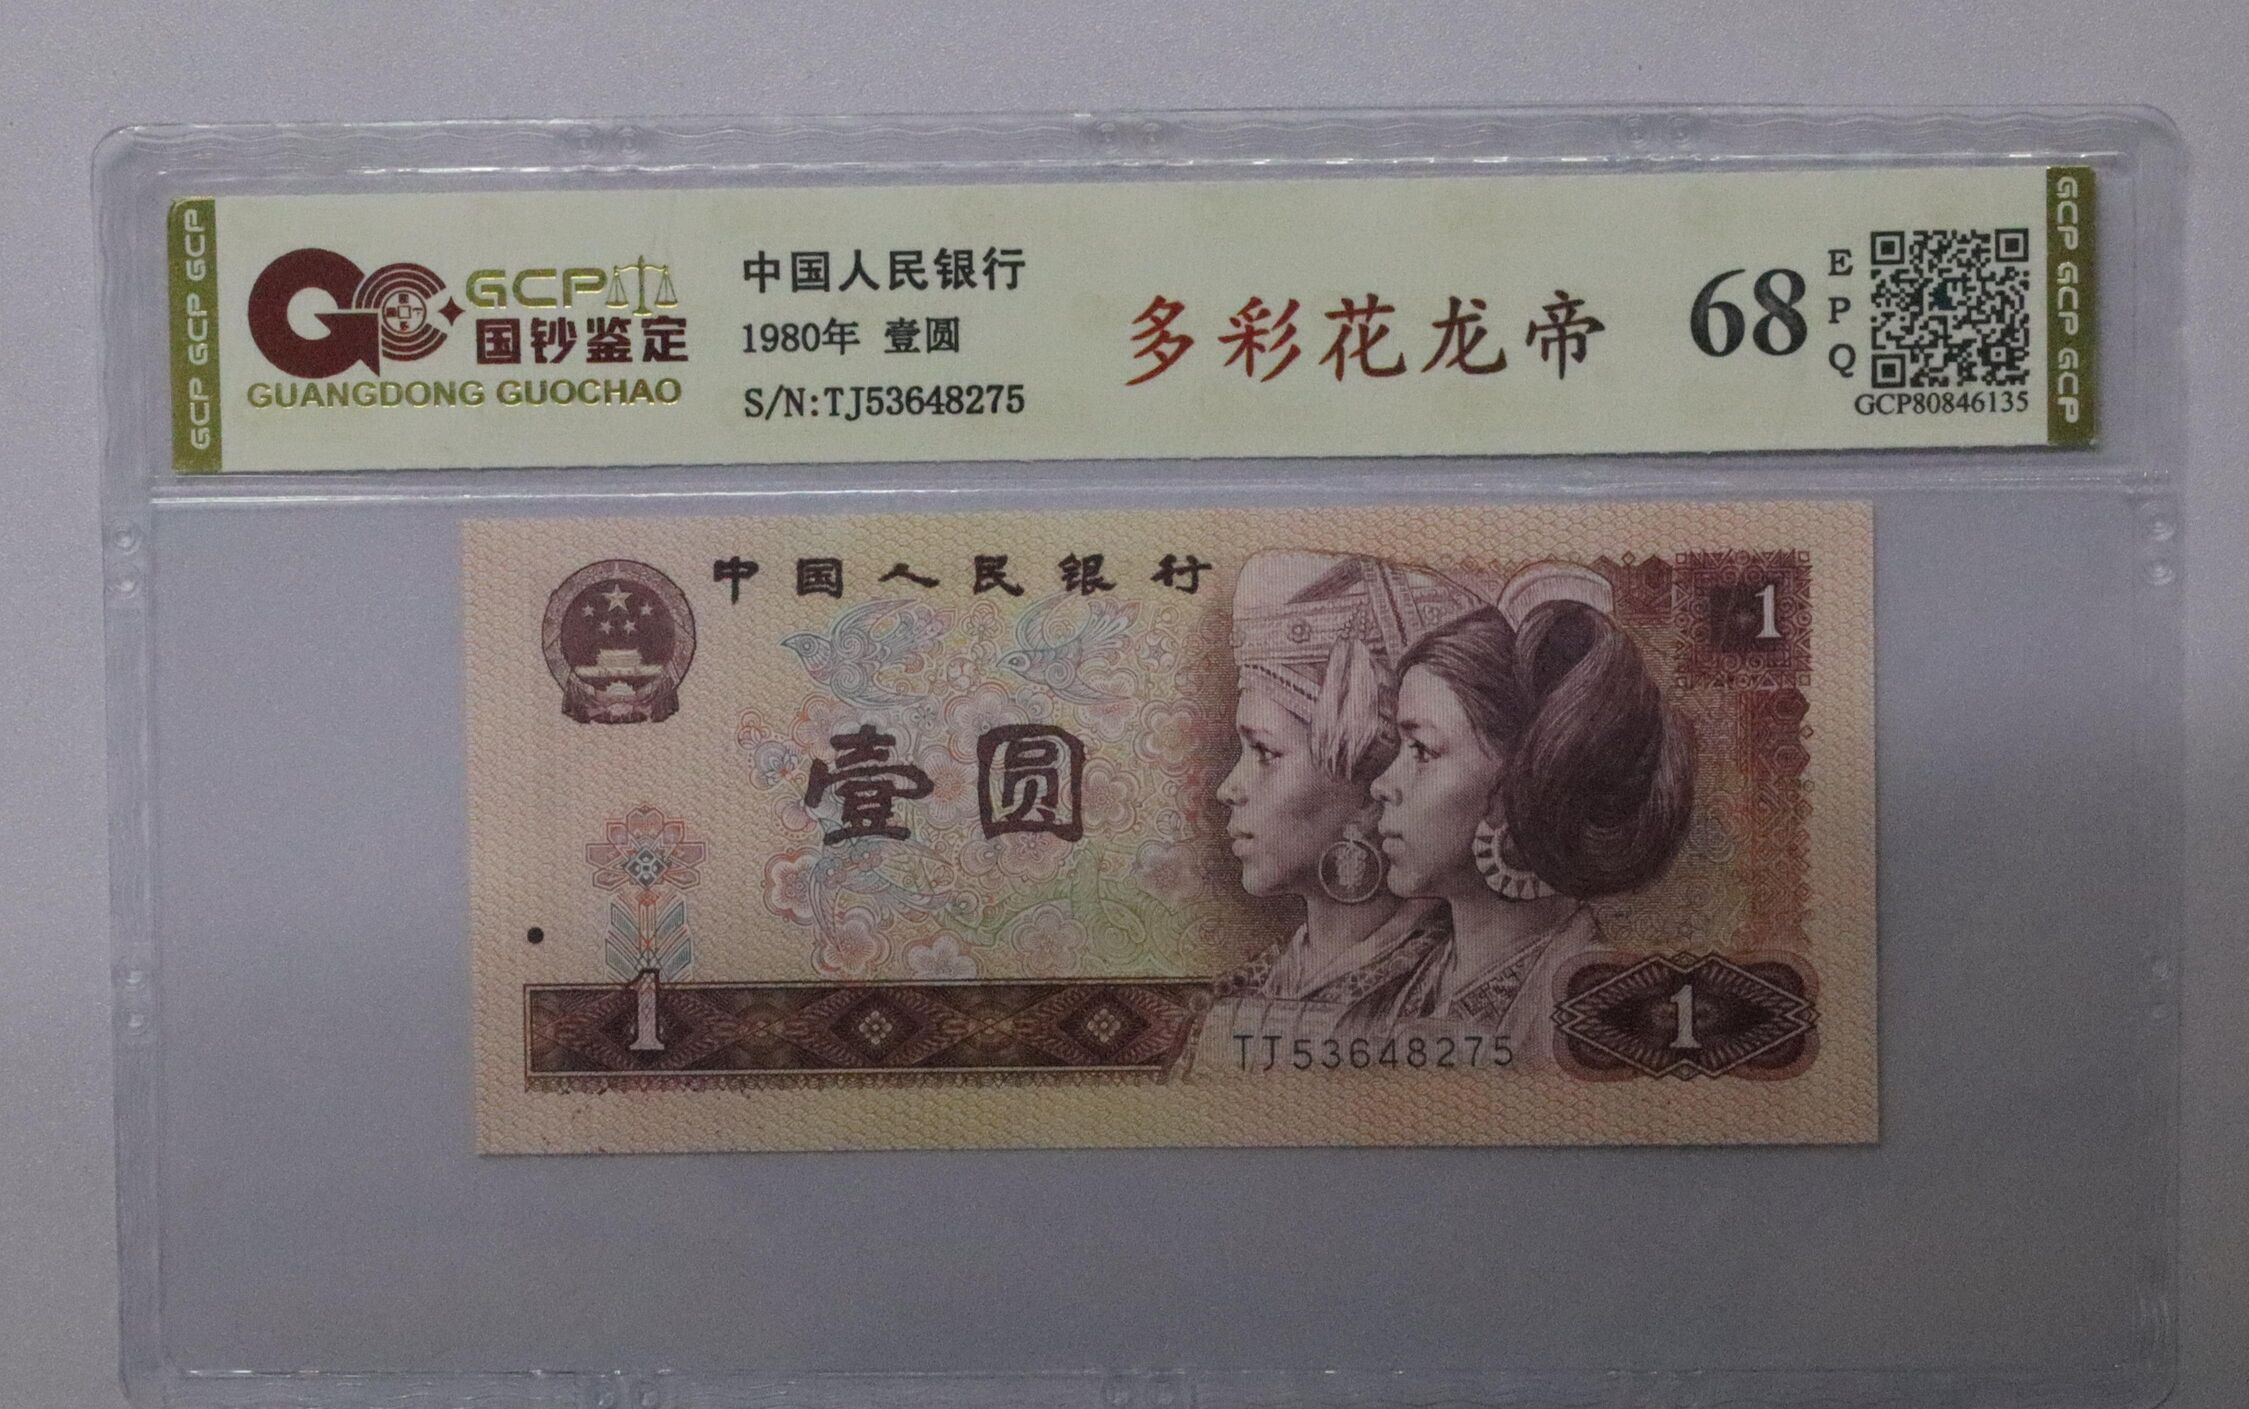 GCP GCP GCP
GCP
国钞鉴定
GUANGDONG GUOCHAO
中国人民银行
1980年 壹圆
S/N:TJ53648275
多彩花龙帝
68
E
P
Q
GCP80846135
GCP GCP GCP
中国人民银行
1
壹圆
1
TJ53648275
1